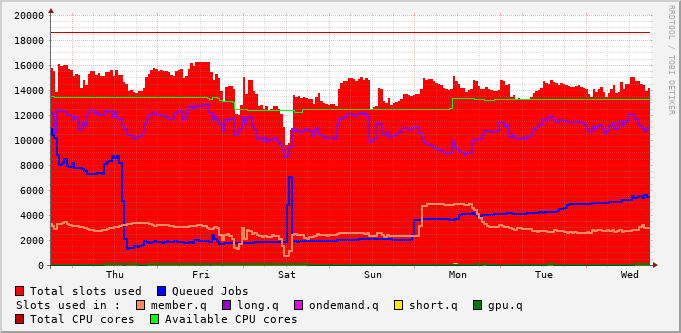 20000
18000
16000
14000
12000
10000
8000
6000
4000
2000
0
Thu Fri Sat Sun Mon Tue Wed
RRDTOOL / TOBI OETIKER
Total slots used Queued Jobs
Slots used in : member.q long.q ondemand.q short.q gpu.q
Total CPU cores Available CPU cores